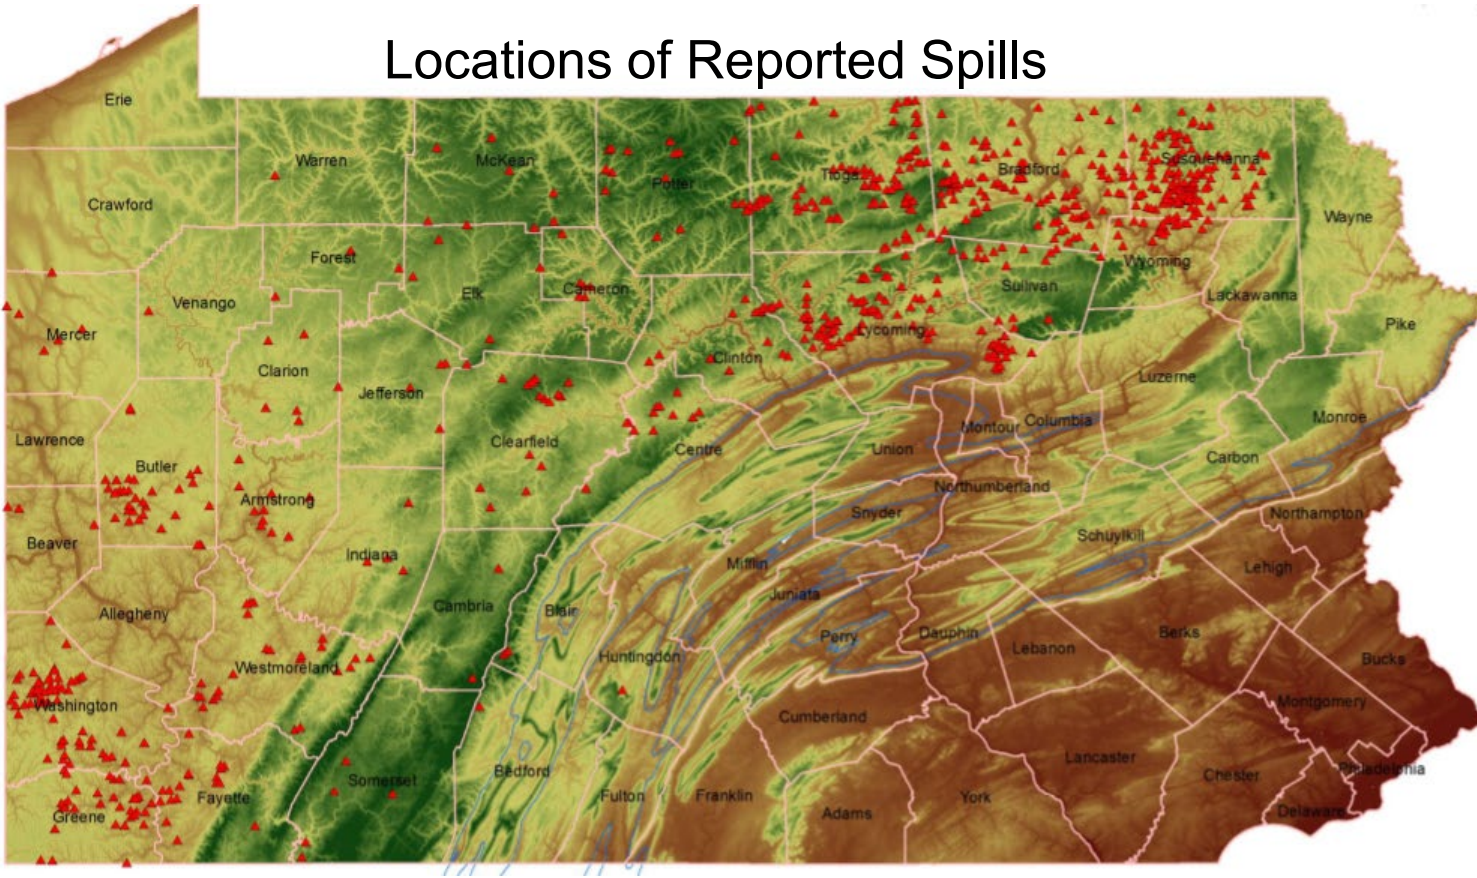 Locations of Reported Spills
Erie
Warren
McKean
Potter
Tioga
Bradford
Susquehanna
Crawford
Wayne
Forest
Elk
Cameron
Sullivan
Wyoming
Lackawanna
Venango
Mercer
Lycoming
Pike
Clinton
Clarion
Jefferson
Luzerne
Lawrence
Clearfield
Centre
Union
Montour
Columbia
Monroe
Butler
Carbon
Armstrong
Northumberland
Snyder
Northampton
Beaver
Indiana
Mifflin
Schuylkill
Lehigh
Allegheny
Cambria
Blair
Juniata
Perry
Dauphin
Berks
Lebanon
Westmoreland
Huntingdon
Bucks
Washington
Cumberland
Montgomery
Somerset
Bedford
Lancaster
Chester
Philadelphia
Greene
Fayette
Fulton
Franklin
Adams
York
Delaware